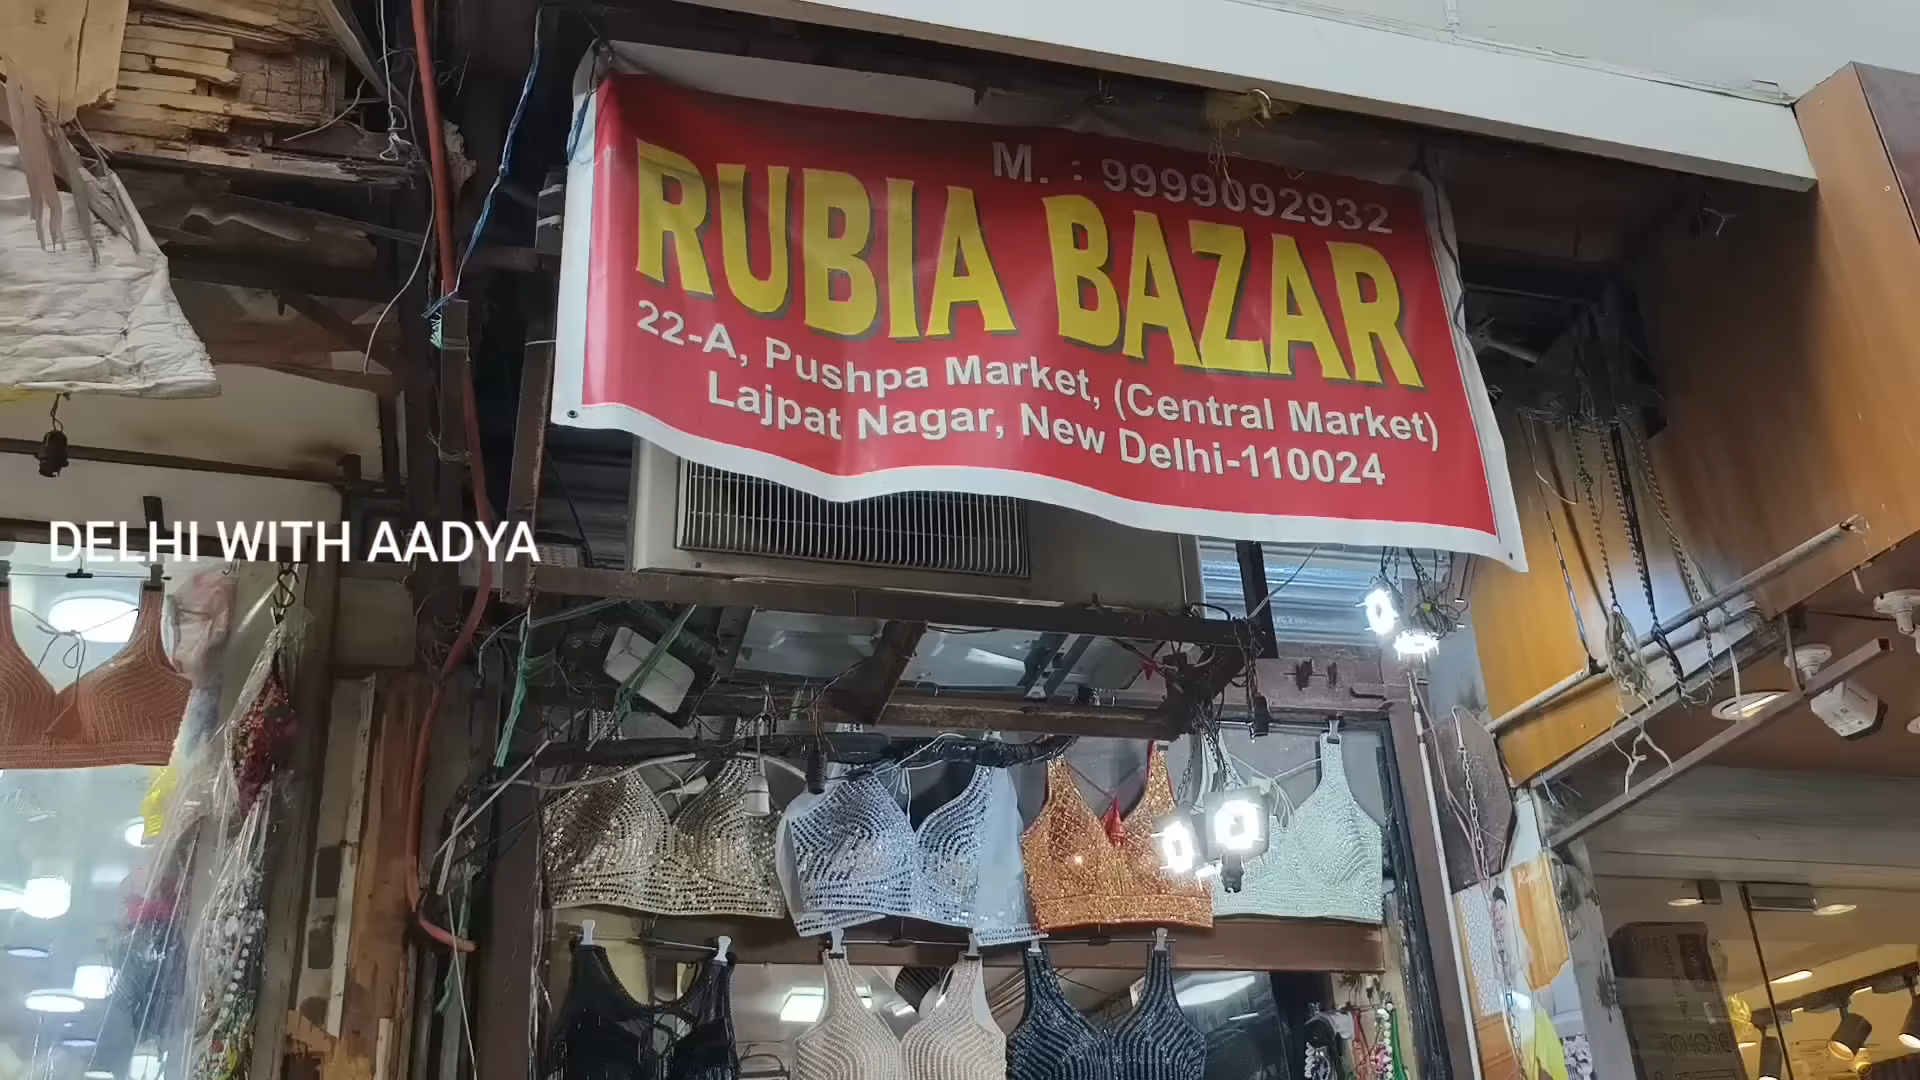 M. : 9999092932
RUBIA BAZAR
22-A, Pushpa Market, (Central Market)
Lajpat Nagar, New Delhi-110024
DELHI WITH AADYA